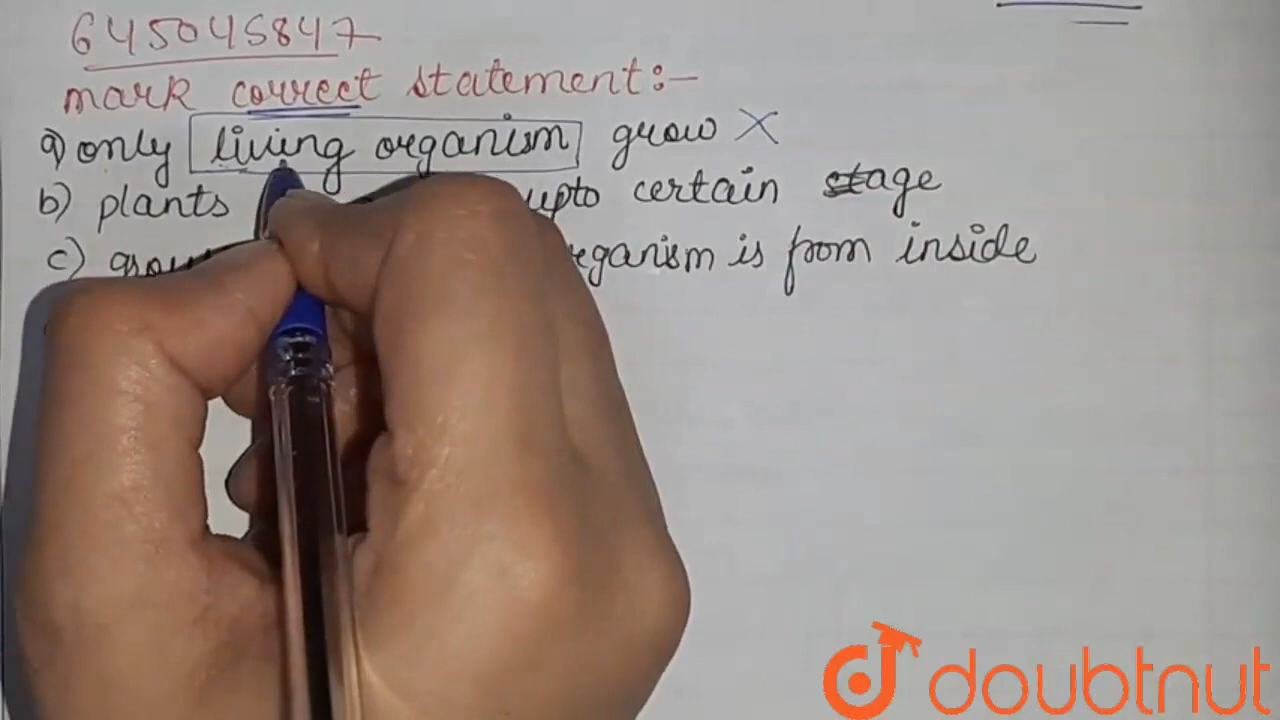 645045847
mark correct statement:-
a) only living organism grow X
b) plants upto certain stage
c) organism is from inside
doubtnut